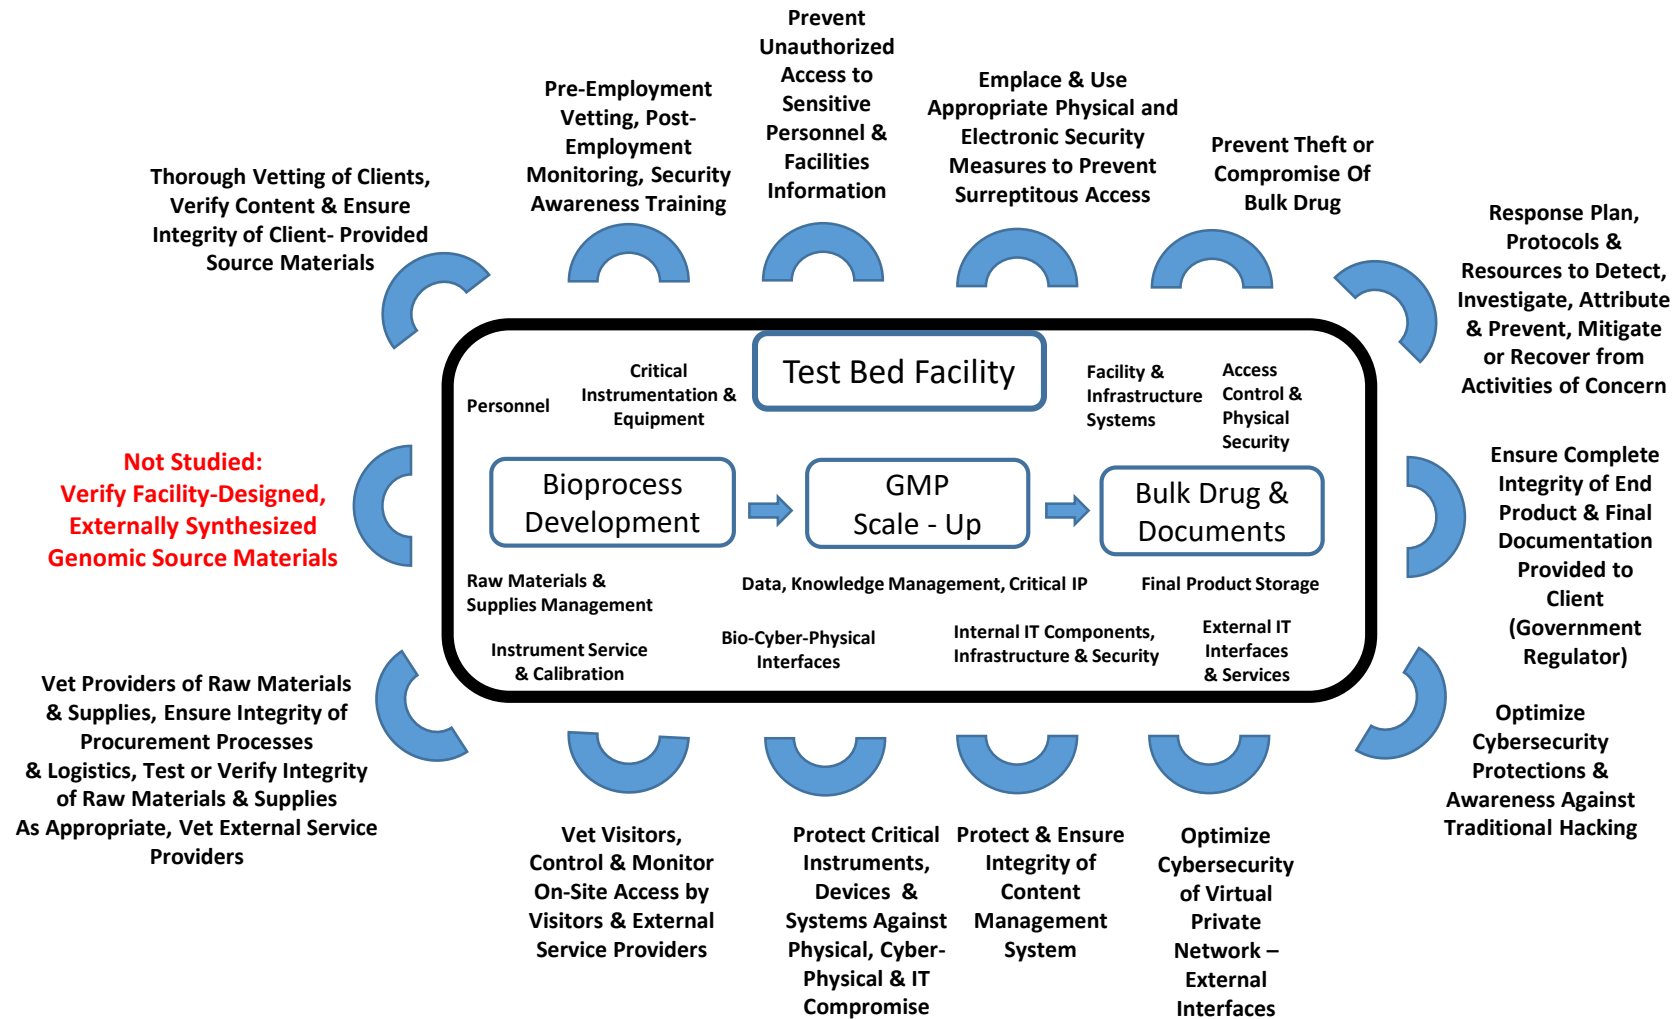 Prevent
Unauthorized
Access to
Sensitive
Personnel &
Facilities
Information
Pre-Employment
Vetting, Post-
Employment
Monitoring, Security
Awareness Training
Emplace & Use
Appropriate Physical and
Electronic Security
Measures to Prevent
Surreptitous Access
Prevent Theft or
Compromise Of
Bulk Drug
Thorough Vetting of Clients,
Verify Content & Ensure
Integrity of Client- Provided
Source Materials
Response Plan,
Protocols &
Resources to Detect,
Investigate, Attribute
& Prevent, Mitigate
or Recover from
Activities of Concern
Test Bed Facility
Personnel
Critical
Instrumentation &
Equipment
Facility &
Infrastructure
Systems
Access
Control &
Physical
Security
Not Studied:
Verify Facility-Designed,
Externally Synthesized
Genomic Source Materials
Bioprocess
Development
GMP
Scale - Up
Bulk Drug &
Documents
Ensure Complete
Integrity of End
Product & Final
Documentation
Provided to
Client
(Government
Regulator)
Raw Materials &
Supplies Management
Data, Knowledge Management, Critical IP
Final Product Storage
Instrument Service
& Calibration
Bio-Cyber-Physical
Interfaces
Internal IT Components,
Infrastructure & Security
External IT
Interfaces
& Services
Vet Providers of Raw Materials
& Supplies, Ensure Integrity of
Procurement Processes
& Logistics, Test or Verify Integrity
of Raw Materials & Supplies
As Appropriate, Vet External Service
Providers
Optimize
Cybersecurity
Protections &
Awareness Against
Traditional Hacking
Vet Visitors,
Control & Monitor
On-Site Access by
Visitors & External
Service Providers
Protect Critical
Instruments,
Devices &
Systems Against
Physical, Cyber-
Physical & IT
Compromise
Protect & Ensure
Integrity of
Content
Management
System
Optimize
Cybersecurity
of Virtual
Private
Network –
External
Interfaces